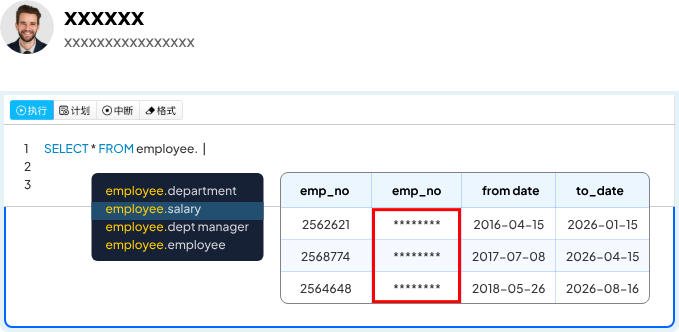 xxxxxx
xxxxxxxxxxxxxxxx
执行 计划 中断 格式
1 SELECT * FROM employee. |
2
3
employee.department
employee.salary
employee.dept manager
employee.employee
emp_no emp_no from date to_date
2562621 ******** 2016-04-15 2026-01-15
2568774 ******** 2017-07-08 2026-04-15
2564648 ******** 2018-05-26 2026-08-16